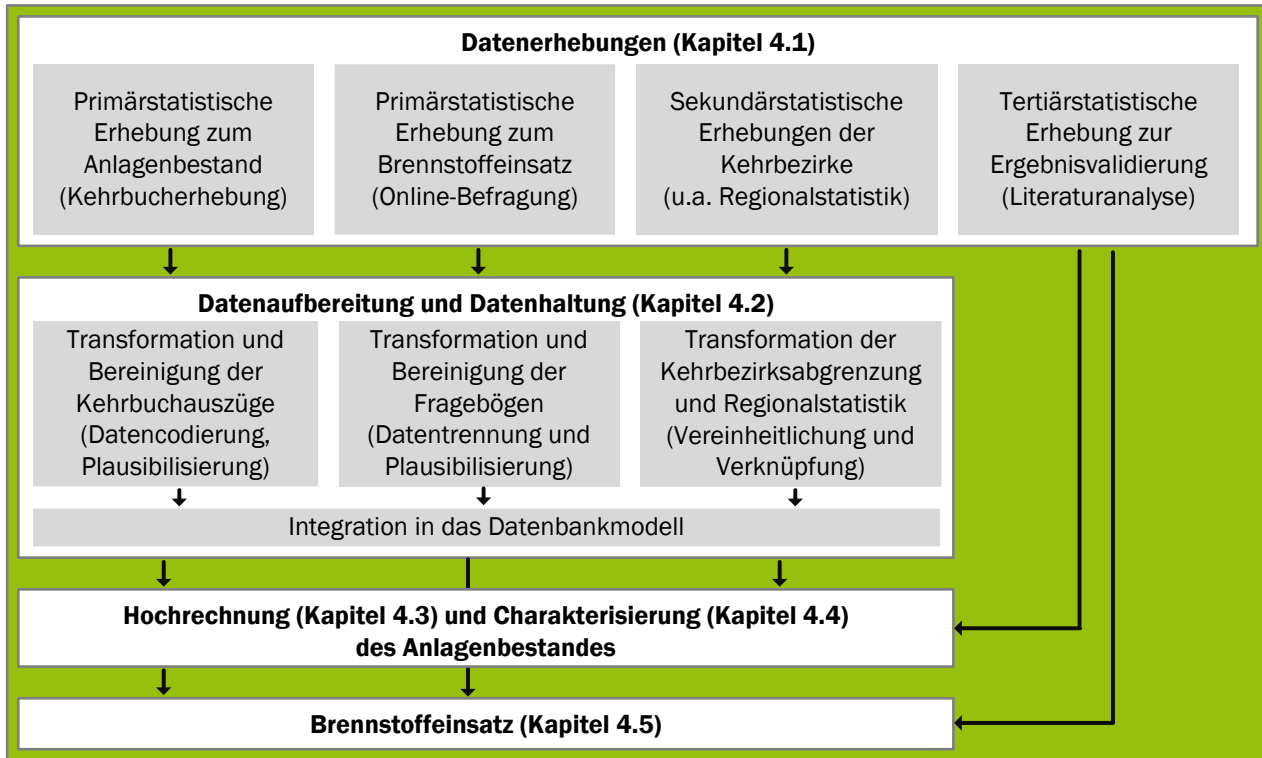 Datenerhebungen (Kapitel 4.1)
Primärstatistische
Erhebung zum
Anlagenbestand
(Kehrbucherhebung)
Primärstatistische
Erhebung zum
Brennstoffeinsatz
(Online-Befragung)
Sekundärstatistische
Erhebungen der
Kehrbezirke
(u.a. Regionalstatistik)
Tertiärstatistische
Erhebung zur
Ergebnisvalidierung
(Literaturanalyse)
Datenaufbereitung und Datenhaltung (Kapitel 4.2)
Transformation und
Bereinigung der
Kehrbuchauszüge
(Datencodierung,
Plausibilisierung)
Transformation und
Bereinigung der
Fragebögen
(Datentrennung und
Plausibilisierung)
Transformation der
Kehrbezirksabgrenzung
und Regionalstatistik
(Vereinheitlichung und
Verknüpfung)
Integration in das Datenbankmodell
Hochrechnung (Kapitel 4.3) und Charakterisierung (Kapitel 4.4)
des Anlagenbestandes
Brennstoffeinsatz (Kapitel 4.5)